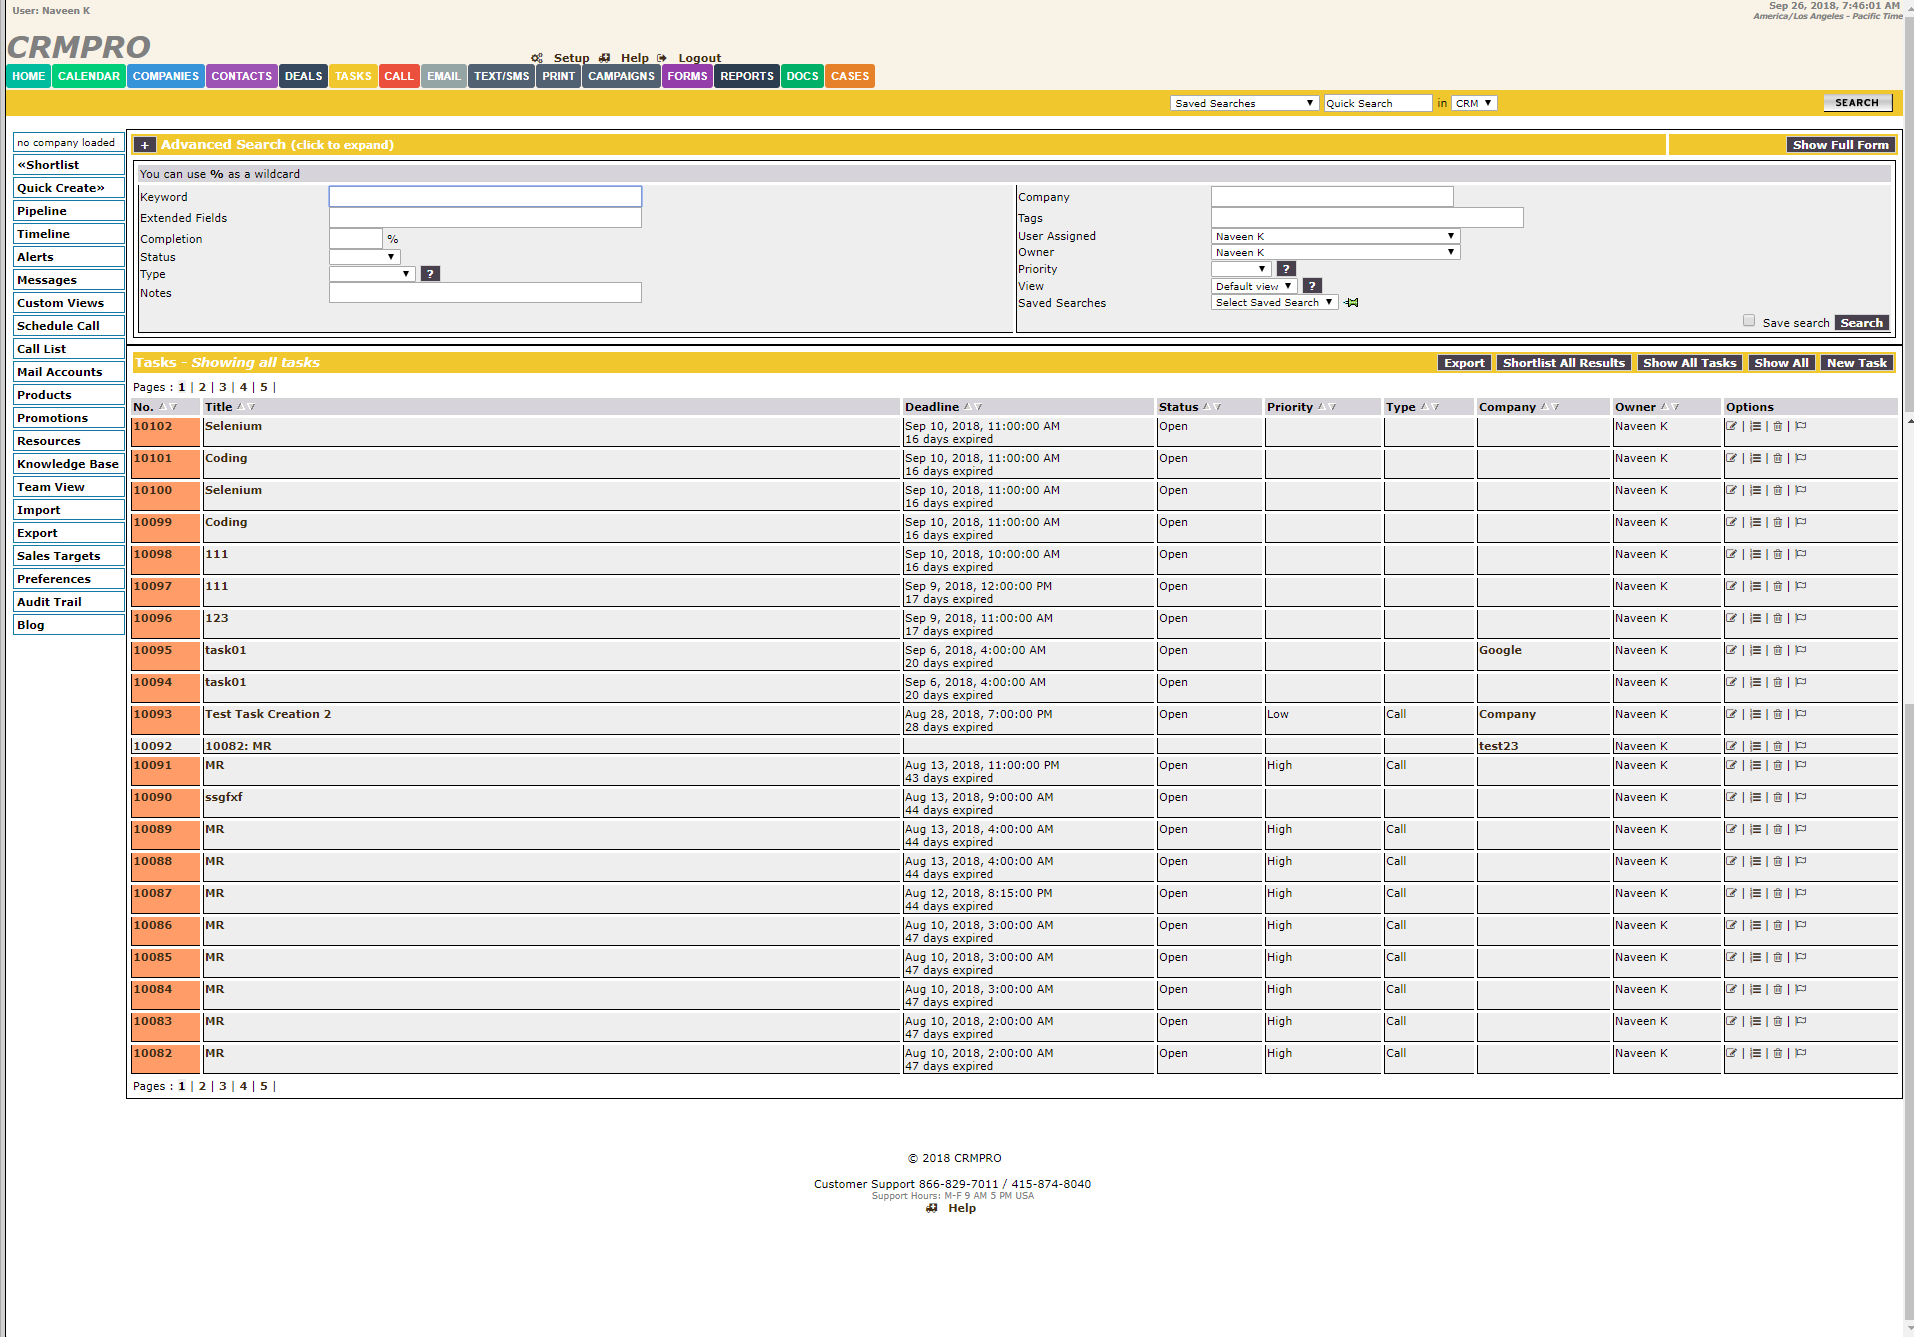 User: Naveen K
Sep 26, 2018, 7:46:01 AM
America/Los Angeles - Pacific Time
CRMPRO
Setup Help Logout
HOME CALENDAR COMPANIES CONTACTS DEALS TASKS CALL EMAIL TEXT/SMS PRINT CAMPAIGNS FORMS REPORTS DOCS CASES
Saved Searches Quick Search in CRM SEARCH
no company loaded
«Shortlist
Quick Create»
Pipeline
Timeline
Alerts
Messages
Custom Views
Schedule Call
Call List
Mail Accounts
Products
Promotions
Resources
Knowledge Base
Team View
Import
Export
Sales Targets
Preferences
Audit Trail
Blog
+ Advanced Search (click to expand) Show Full Form
You can use % as a wildcard
Keyword
Extended Fields
Completion %
Status
Type ?
Notes
Company
Tags
User Assigned Naveen K
Owner Naveen K
Priority ?
View Default view ?
Saved Searches Select Saved Search
Save search Search
Tasks - Showing all tasks Export Shortlist All Results Show All Tasks Show All New Task
Pages : 1 | 2 | 3 | 4 | 5 |
No. Title Deadline Status Priority Type Company Owner Options
10102 Selenium Sep 10, 2018, 11:00:00 AM Open Naveen K | | |
16 days expired
10101 Coding Sep 10, 2018, 11:00:00 AM Open Naveen K | | |
16 days expired
10100 Selenium Sep 10, 2018, 11:00:00 AM Open Naveen K | | |
16 days expired
10099 Coding Sep 10, 2018, 11:00:00 AM Open Naveen K | | |
16 days expired
10098 111 Sep 10, 2018, 10:00:00 AM Open Naveen K | | |
16 days expired
10097 111 Sep 9, 2018, 12:00:00 PM Open Naveen K | | |
17 days expired
10096 123 Sep 9, 2018, 11:00:00 AM Open Naveen K | | |
17 days expired
10095 task01 Sep 6, 2018, 4:00:00 AM Open Google Naveen K | | |
20 days expired
10094 task01 Sep 6, 2018, 4:00:00 AM Open Naveen K | | |
20 days expired
10093 Test Task Creation 2 Aug 28, 2018, 7:00:00 PM Open Low Call Company Naveen K | | |
28 days expired
10092 10082: MR test23 Naveen K | | |
10091 MR Aug 13, 2018, 11:00:00 PM Open High Call Naveen K | | |
43 days expired
10090 ssgfxf Aug 13, 2018, 9:00:00 AM Open Naveen K | | |
44 days expired
10089 MR Aug 13, 2018, 4:00:00 AM Open High Call Naveen K | | |
44 days expired
10088 MR Aug 13, 2018, 4:00:00 AM Open High Call Naveen K | | |
44 days expired
10087 MR Aug 12, 2018, 8:15:00 PM Open High Call Naveen K | | |
44 days expired
10086 MR Aug 10, 2018, 3:00:00 AM Open High Call Naveen K | | |
47 days expired
10085 MR Aug 10, 2018, 3:00:00 AM Open High Call Naveen K | | |
47 days expired
10084 MR Aug 10, 2018, 3:00:00 AM Open High Call Naveen K | | |
47 days expired
10083 MR Aug 10, 2018, 2:00:00 AM Open High Call Naveen K | | |
47 days expired
10082 MR Aug 10, 2018, 2:00:00 AM Open High Call Naveen K | | |
47 days expired
Pages : 1 | 2 | 3 | 4 | 5 |
© 2018 CRMPRO
Customer Support 866-829-7011 / 415-874-8040
Support Hours: M-F 9 AM 5 PM USA
Help